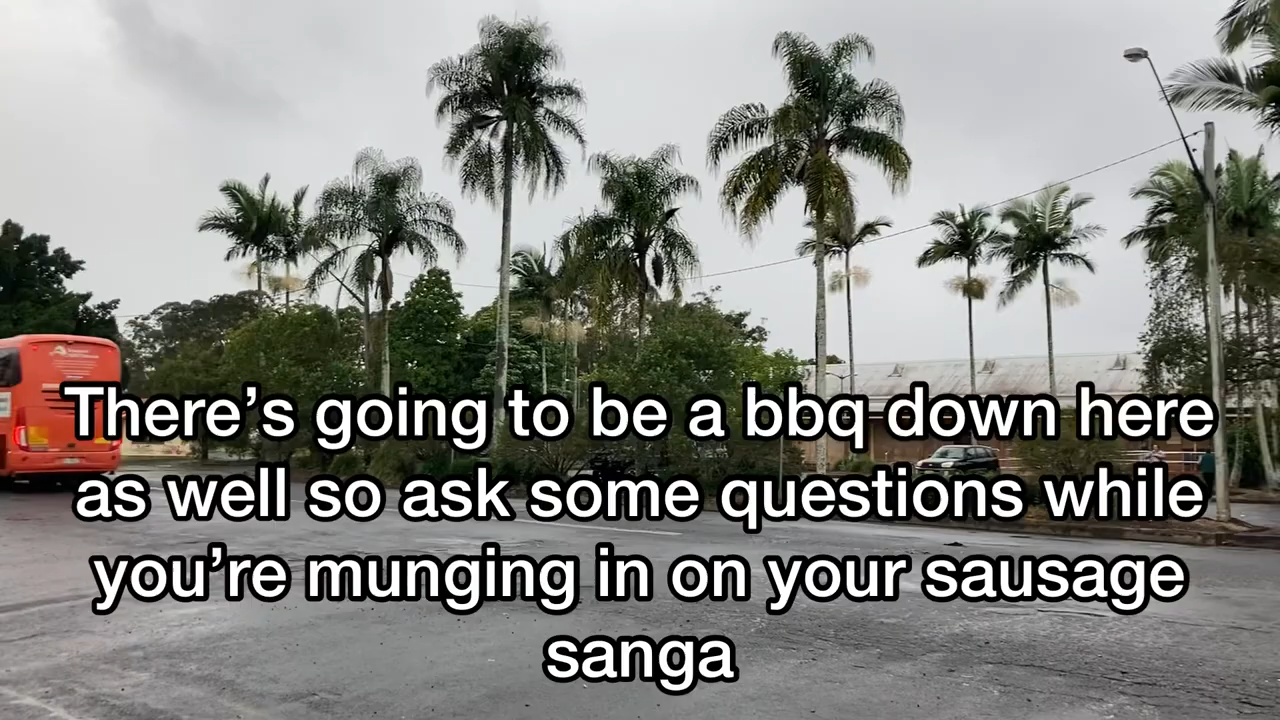 There’s going to be a bbq down here
as well so ask some questions while
you’re munging in on your sausage
sanga